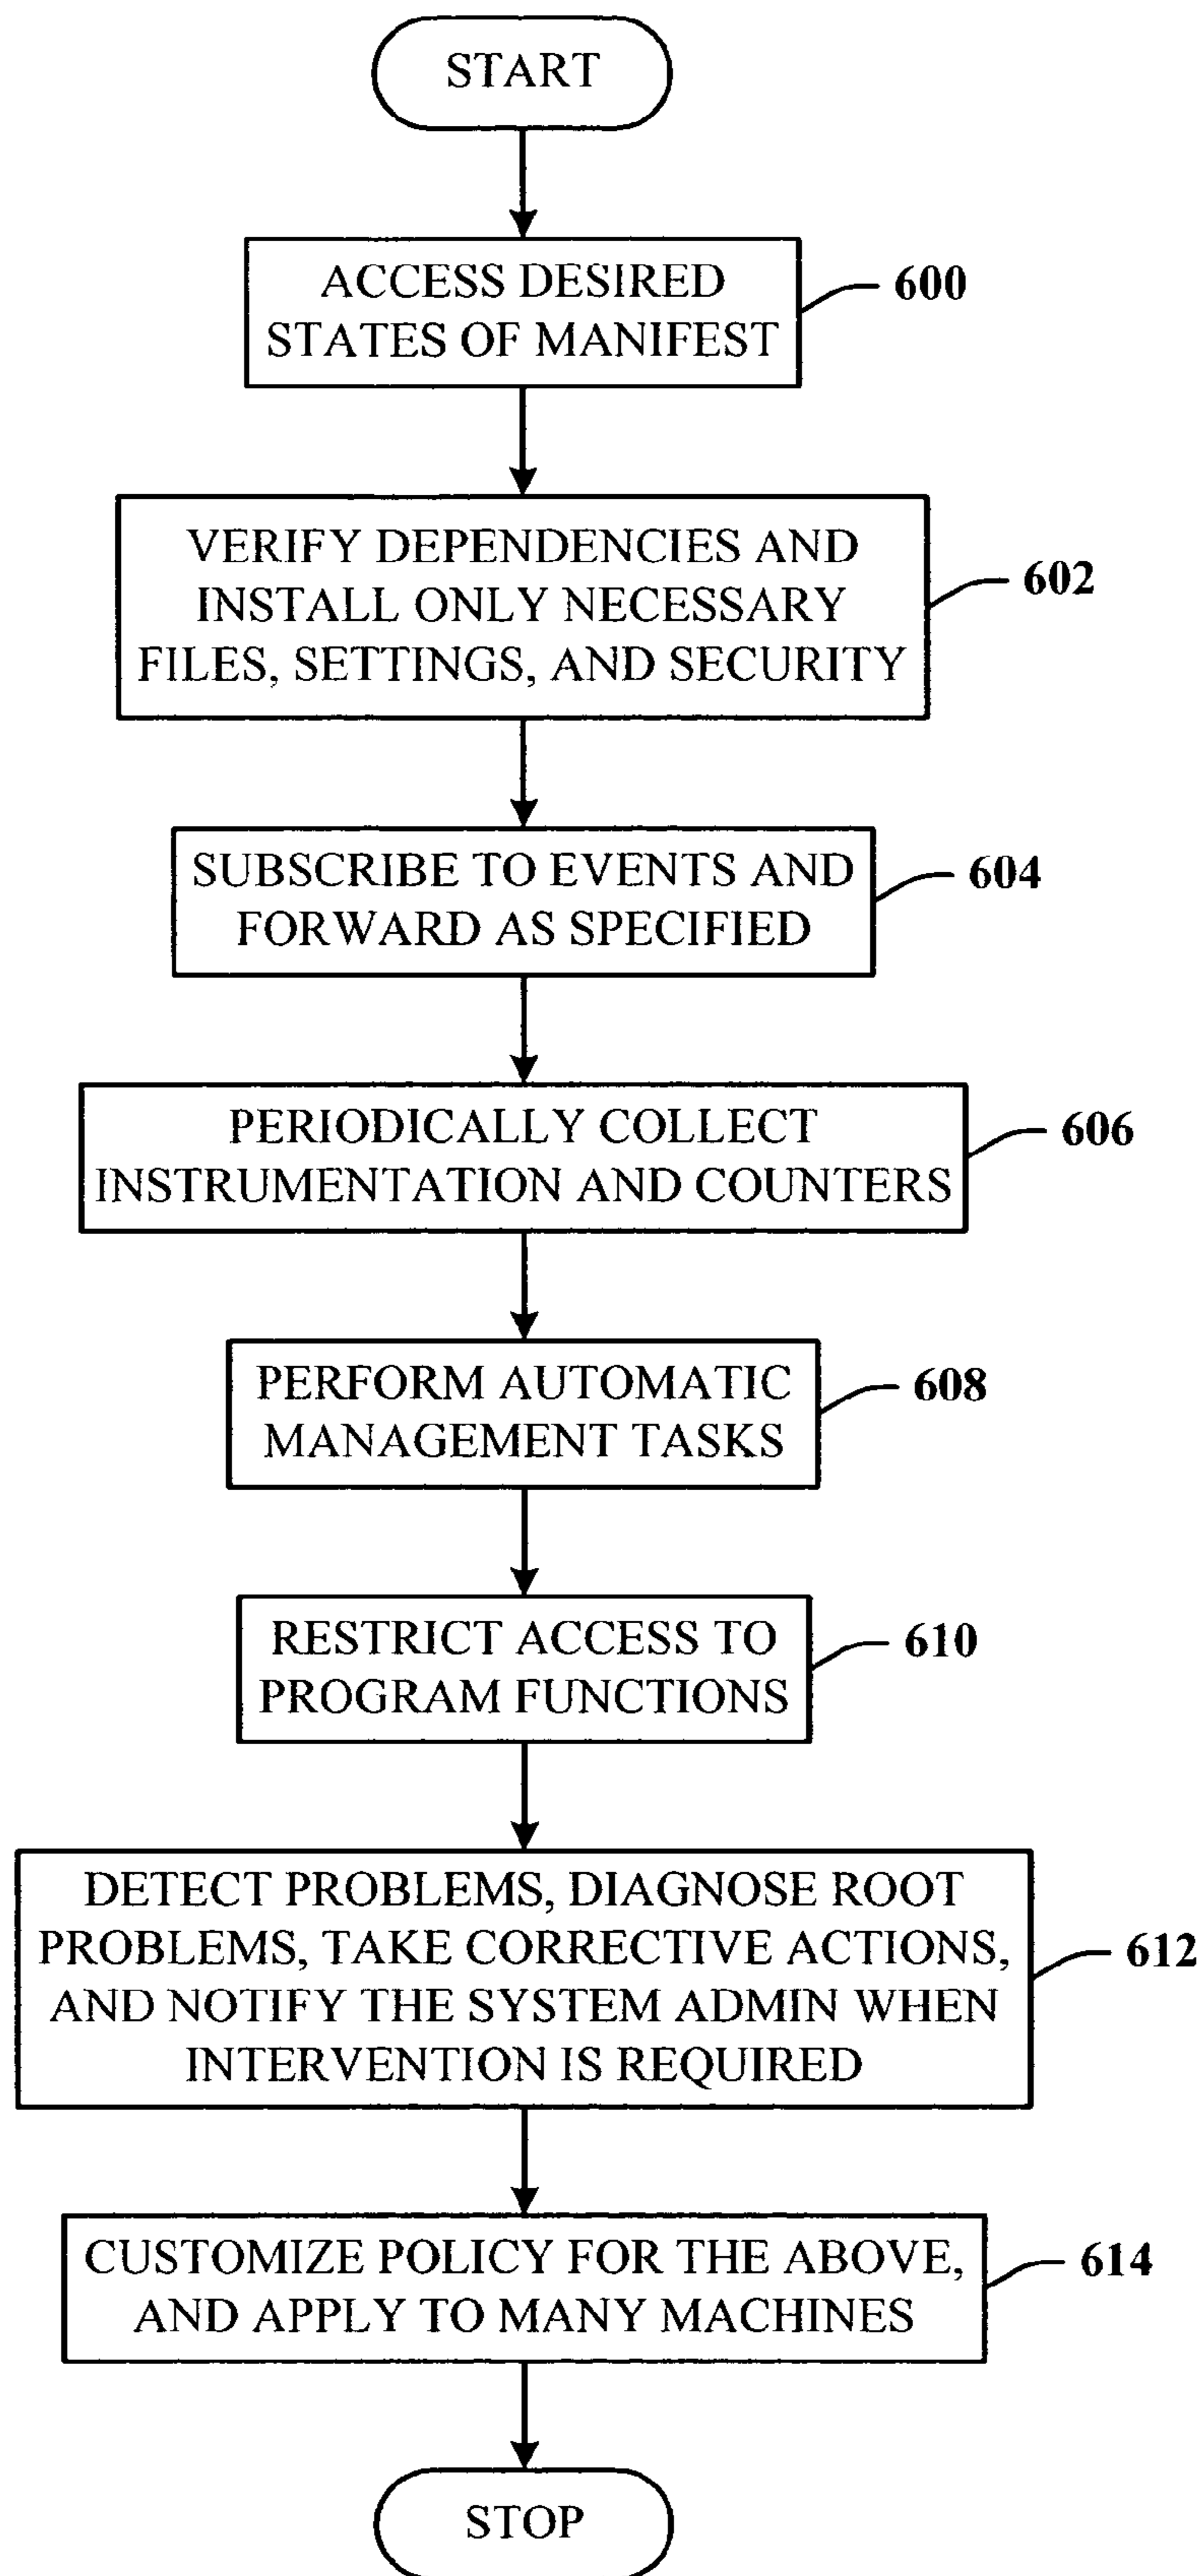 START
ACCESS DESIRED
STATES OF MANIFEST
600
VERIFY DEPENDENCIES AND
INSTALL ONLY NECESSARY
FILES, SETTINGS, AND SECURITY
602
SUBSCRIBE TO EVENTS AND
FORWARD AS SPECIFIED
604
PERIODICALLY COLLECT
INSTRUMENTATION AND COUNTERS
606
PERFORM AUTOMATIC
MANAGEMENT TASKS
608
RESTRICT ACCESS TO
PROGRAM FUNCTIONS
610
DETECT PROBLEMS, DIAGNOSE ROOT
PROBLEMS, TAKE CORRECTIVE ACTIONS,
AND NOTIFY THE SYSTEM ADMIN WHEN
INTERVENTION IS REQUIRED
612
CUSTOMIZE POLICY FOR THE ABOVE,
AND APPLY TO MANY MACHINES
614
STOP